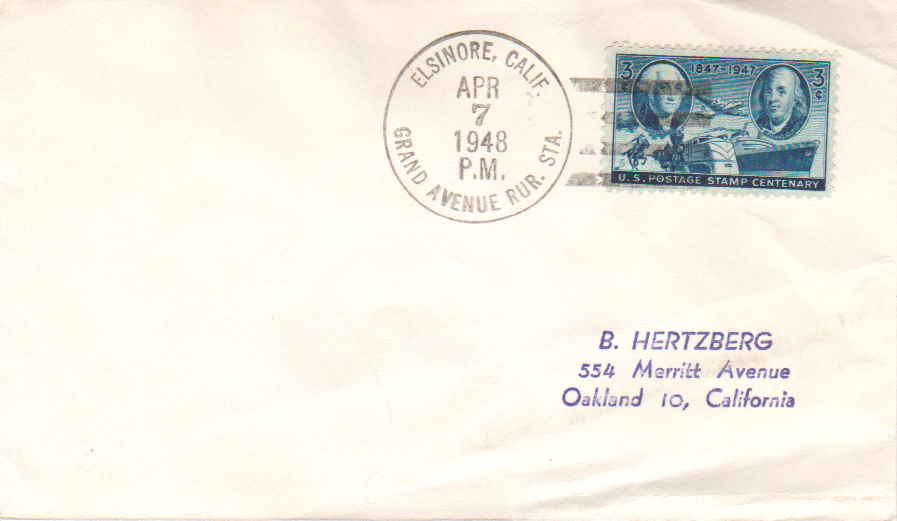 ELSINORE, CALIF.
APR
7
1948
P.M.
GRAND AVENUE RUR. STA.
3 1847-1947 3
¢
U.S. POSTAGE STAMP CENTENARY
B. HERTZBERG
554 Merritt Avenue
Oakland 10, California